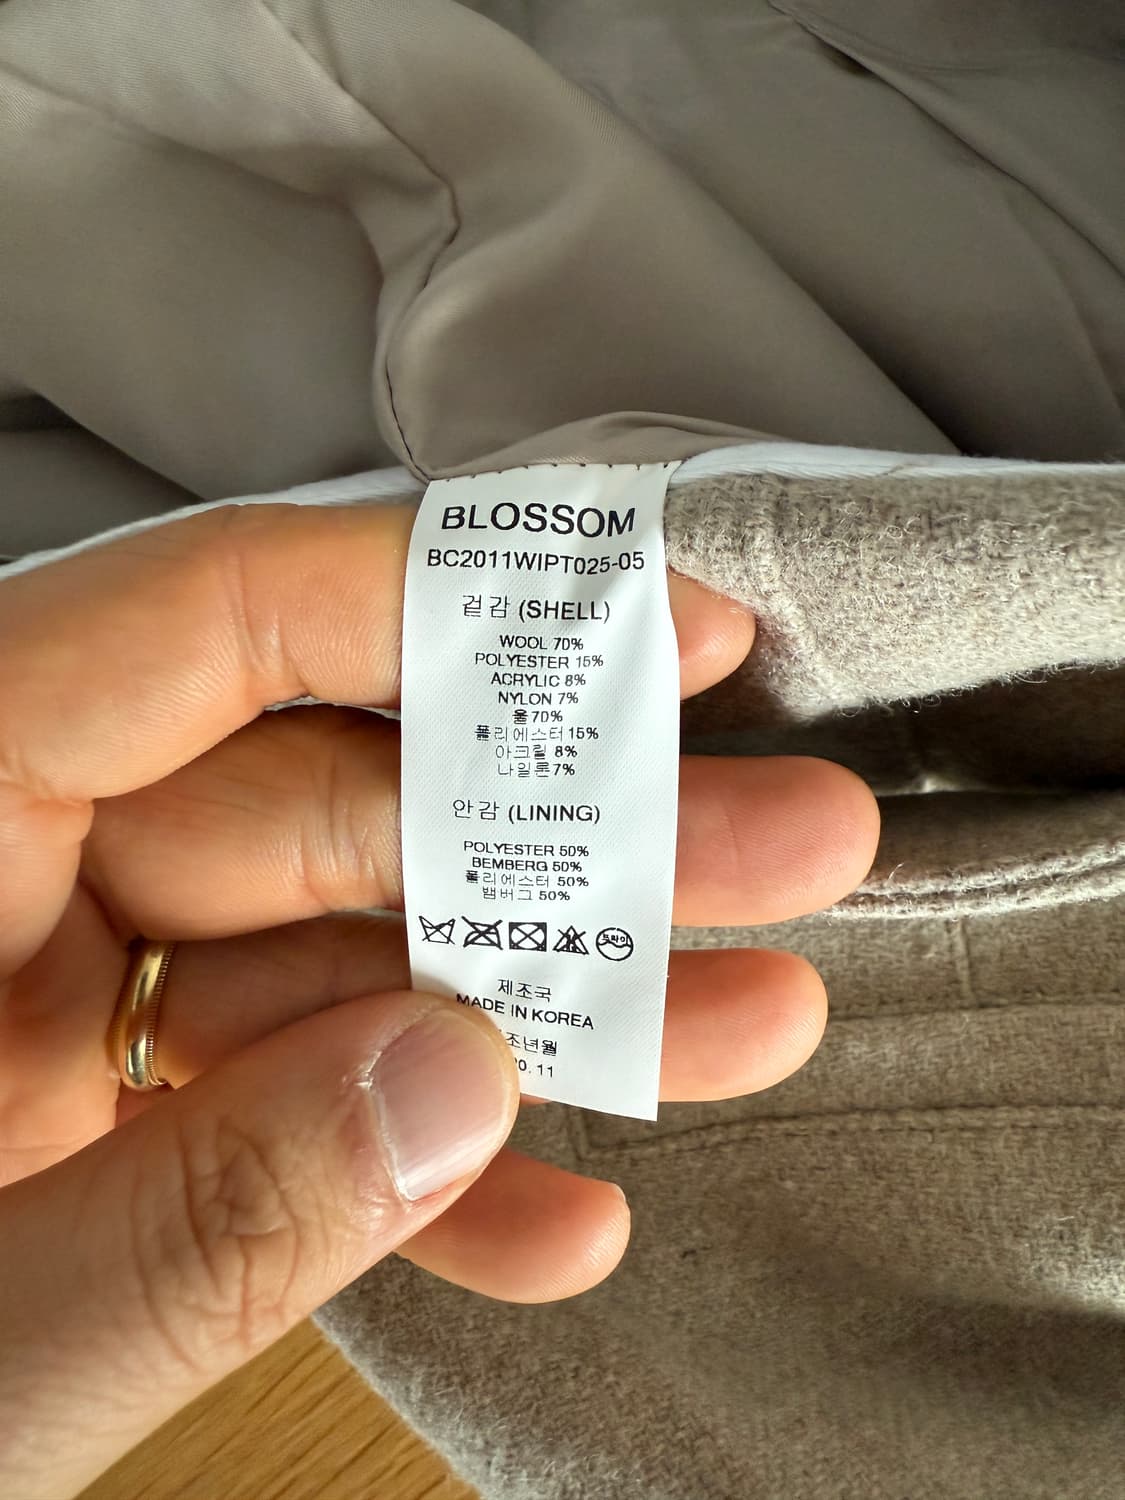 BLOSSOM
BC2011WIPT025-05
겉감 (SHELL)
WOOL 70%
POLYESTER 15%
ACRYLIC 8%
NYLON 7%
울 70%
폴리에스터 15%
아크릴 8%
나일론 7%
안감 (LINING)
POLYESTER 50%
BEMBERG 50%
폴리에스터 50%
뱀버그 50%
드라이
제조국
MADE IN KOREA
조년월
0. 11